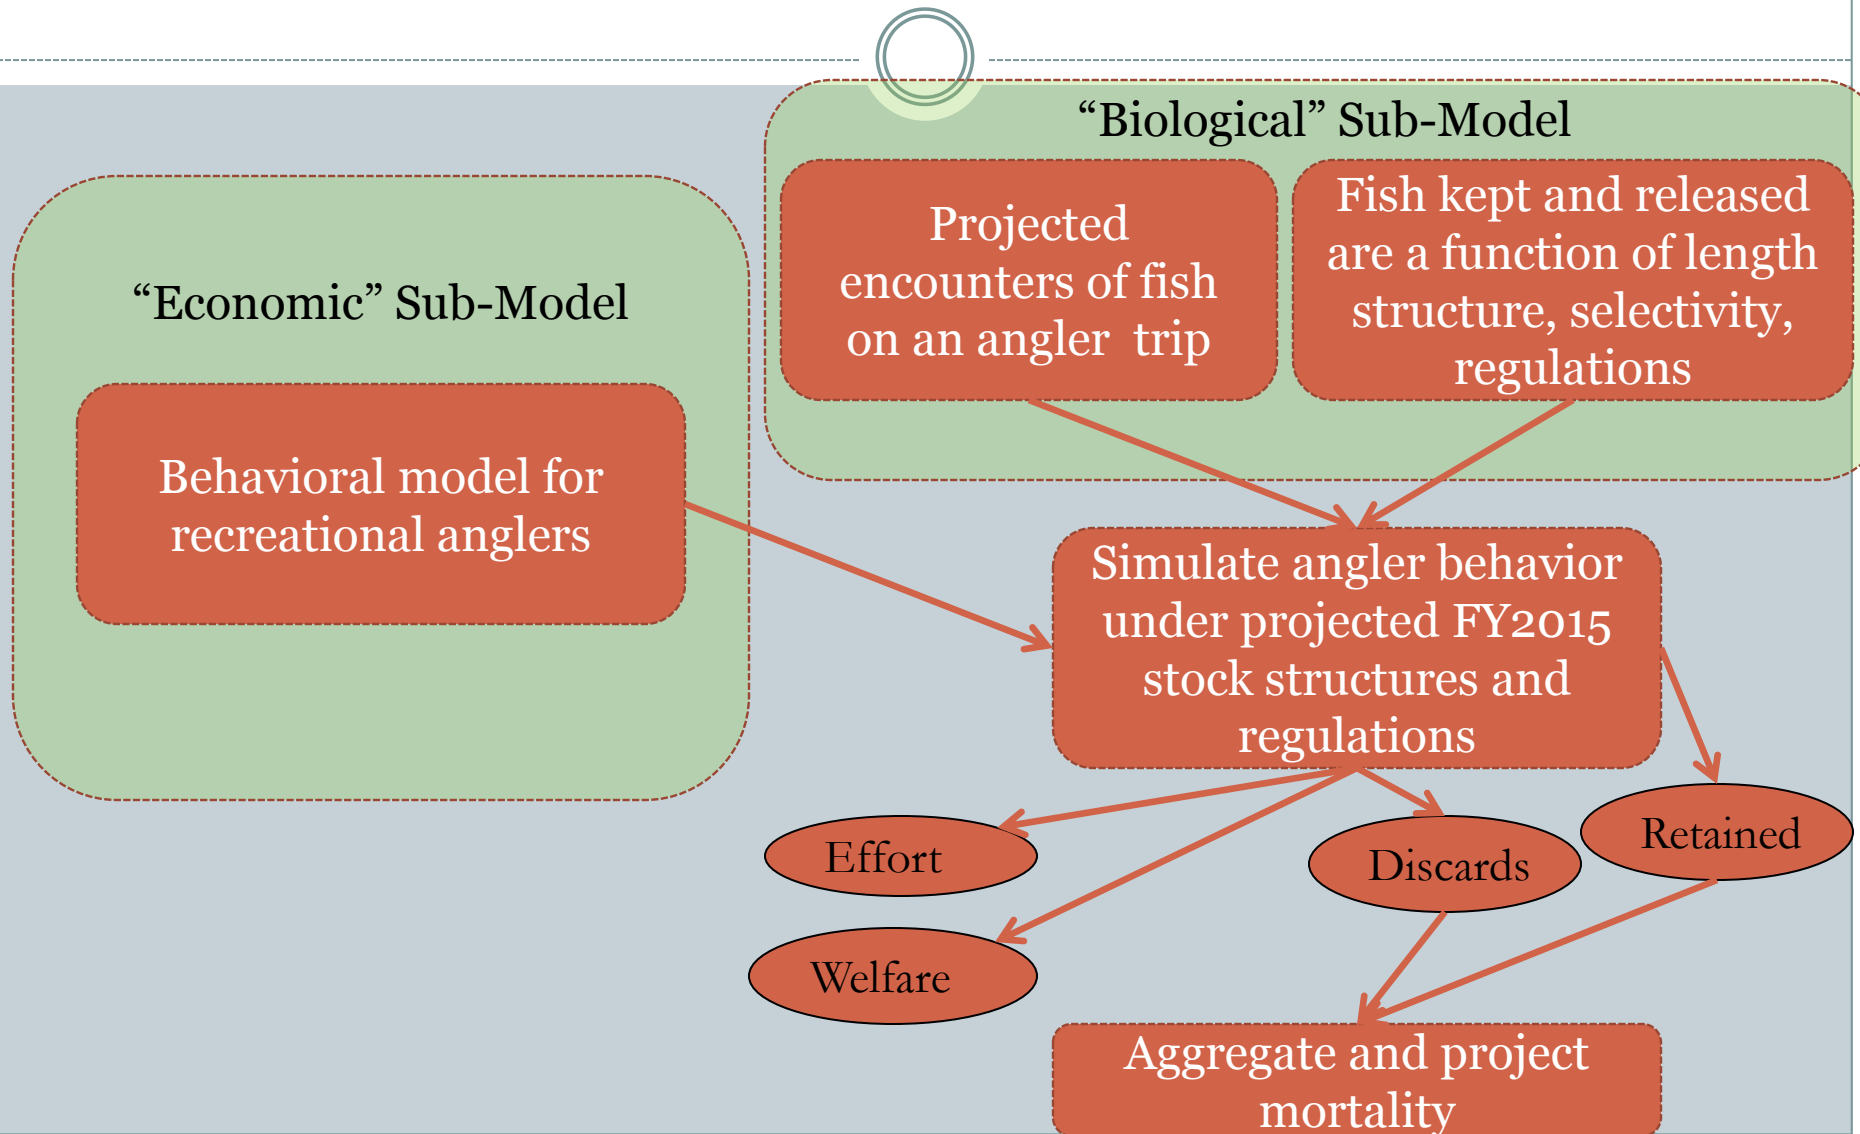 “Biological” Sub-Model
Projected
encounters of fish
on an angler trip
Fish kept and released
are a function of length
structure, selectivity,
regulations
“Economic” Sub-Model
Behavioral model for
recreational anglers
Simulate angler behavior
under projected FY2015
stock structures and
regulations
Effort
Welfare
Discards
Retained
Aggregate and project
mortality